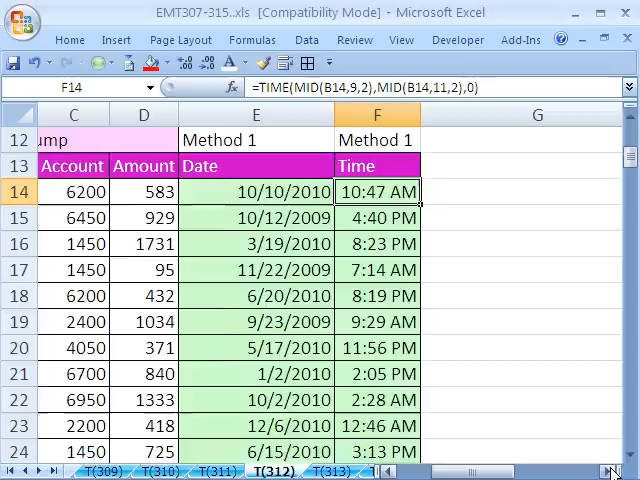 EMT307-315..xls [Compatibility Mode] - Microsoft Excel
Home Insert Page Layout Formulas Data Review View Developer Add-Ins
F14 fx =TIME(MID(B14,9,2),MID(B14,11,2),0)
C D E F G
12 ump Method 1 Method 1
13 Account Amount Date Time
14 6200 583 10/10/2010 10:47 AM
15 6450 929 10/12/2009 4:40 PM
16 1450 1731 3/19/2010 8:23 PM
17 1450 95 11/22/2009 7:14 AM
18 6200 432 6/20/2010 8:19 PM
19 2400 1034 9/23/2009 9:29 AM
20 4050 371 5/17/2010 11:56 PM
21 6700 840 1/2/2010 2:05 PM
22 6950 1333 10/2/2010 2:28 AM
23 2200 418 12/6/2010 12:46 AM
24 1450 725 6/15/2010 3:13 PM
T(309) T(310) T(311) T(312) T(313)